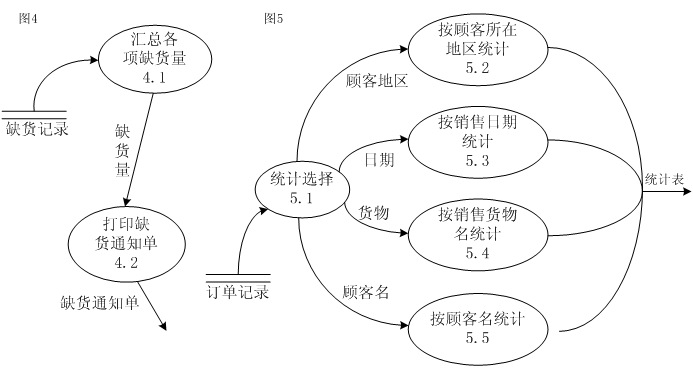 图4
汇总各
项缺货量
4.1
缺货记录
缺
货
量
打印缺
货通知单
4.2
缺货通知单
图5
按顾客所在
地区统计
5.2
顾客地区
按销售日期
统计
5.3
日期
统计选择
5.1
货物
按销售货物
名统计
5.4
统计表
订单记录
顾客名
按顾客名统计
5.5